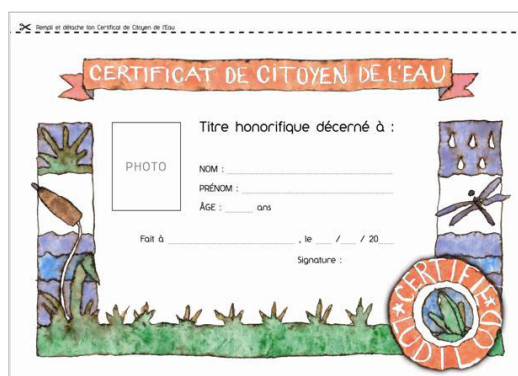 Rempli et détache ton Certificat de Citoyen de l'Eau
CERTIFICAT DE CITOYEN DE L'EAU
Titre honorifique décerné à :
PHOTO
NOM :
PRÉNOM :
ÂGE : ans
Fait à , le / / 20
Signature :
CERTIFIÉ
LUDILO